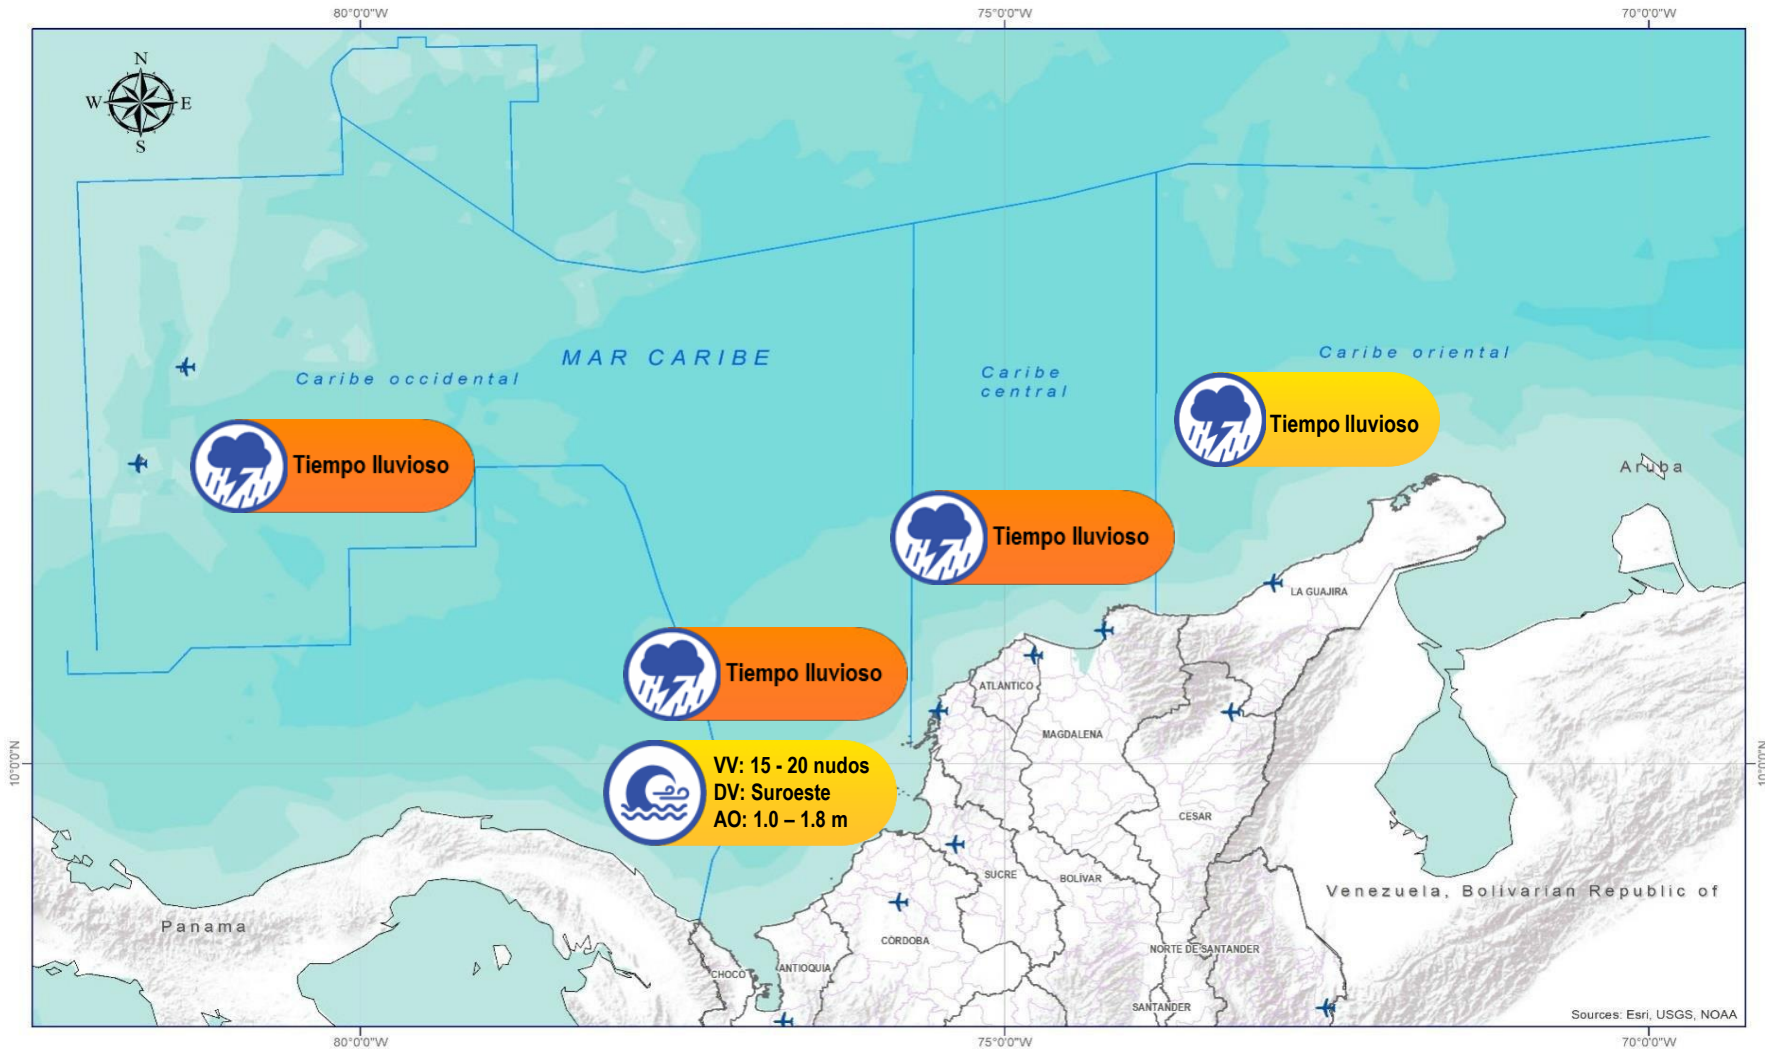 80°0'0"W
75°0'0"W
70°0'0"W
N
W
E
S
MAR CARIBE
Caribe occidental
Caribe
central
Caribe oriental
Tiempo lluvioso
Tiempo lluvioso
Aruba
Tiempo lluvioso
LA GUAJIRA
Tiempo lluvioso
ATLANTICO
MAGDALENA
10°0'0"N
10°0'0"N
VV: 15 - 20 nudos
DV: Suroeste
AO: 1.0 – 1.8 m
CESAR
SUCRE
BOLÍVAR
Venezuela, Bolivarian Republic of
Panama
CÓRDOBA
NORTE DE SANTANDER
CHOCO
ANTIOQUIA
SANTANDER
Sources: Esri, USGS, NOAA
80°0'0"W
75°0'0"W
70°0'0"W